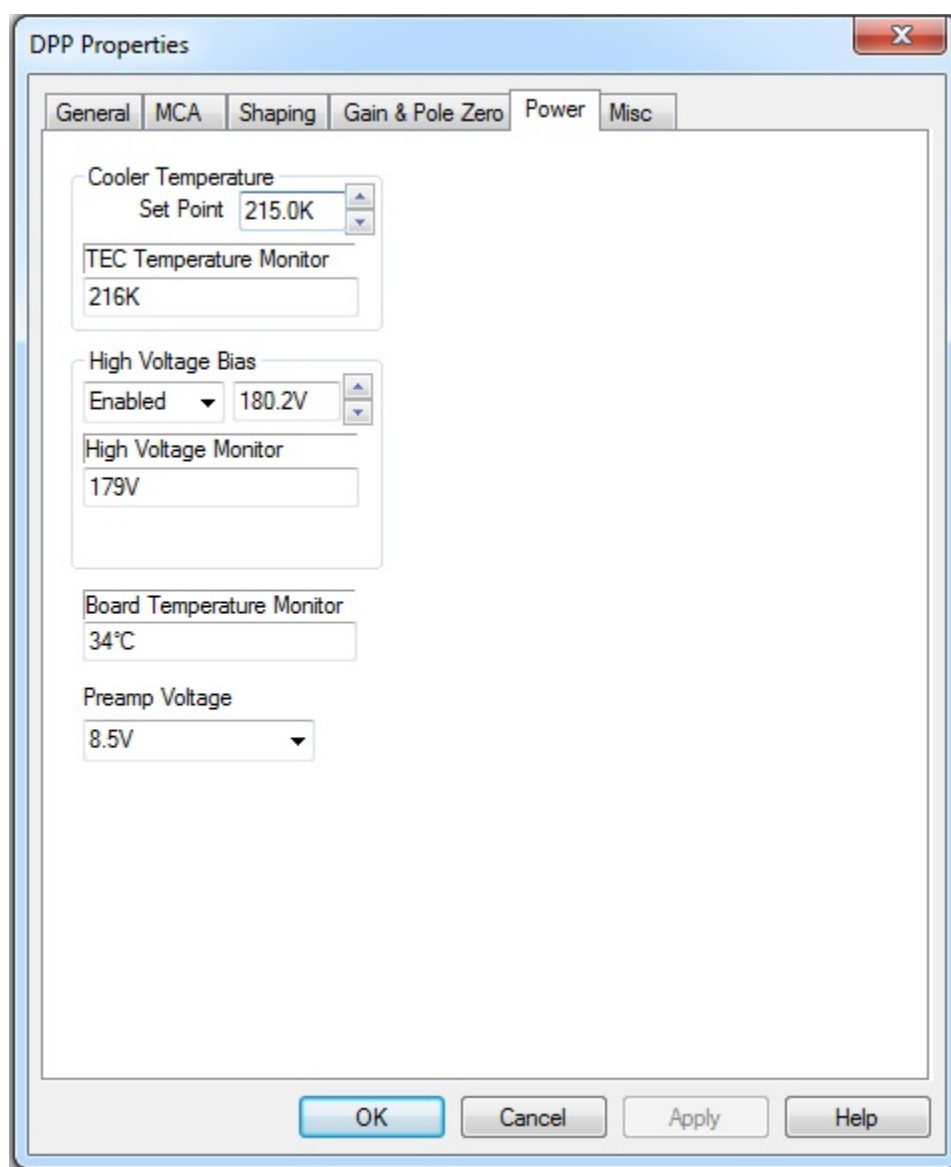 DPP Properties
General MCA Shaping Gain & Pole Zero Power Misc
Cooler Temperature
Set Point 215.0K
TEC Temperature Monitor
216K
High Voltage Bias
Enabled 180.2V
High Voltage Monitor
179V
Board Temperature Monitor
34°C
Preamp Voltage
8.5V
OK Cancel Apply Help